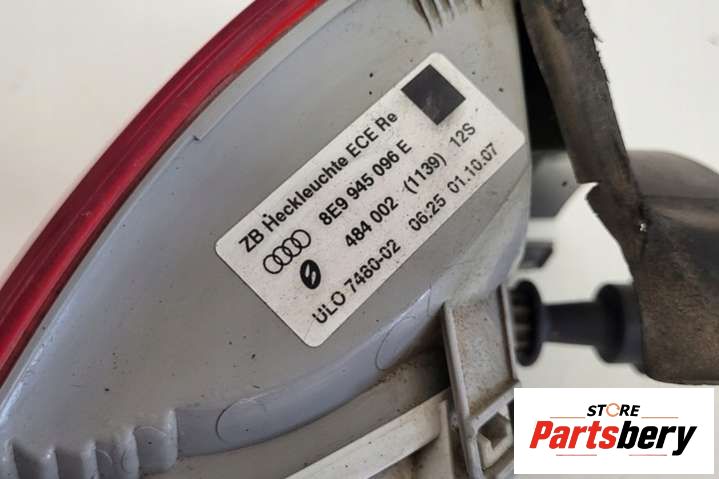 ZB Heckleuchte ECE Re
8E9 945 096 E
484 002 (1139) 12S
ULO 7480-02 06:25 01.10.07
STORE
Partsbery